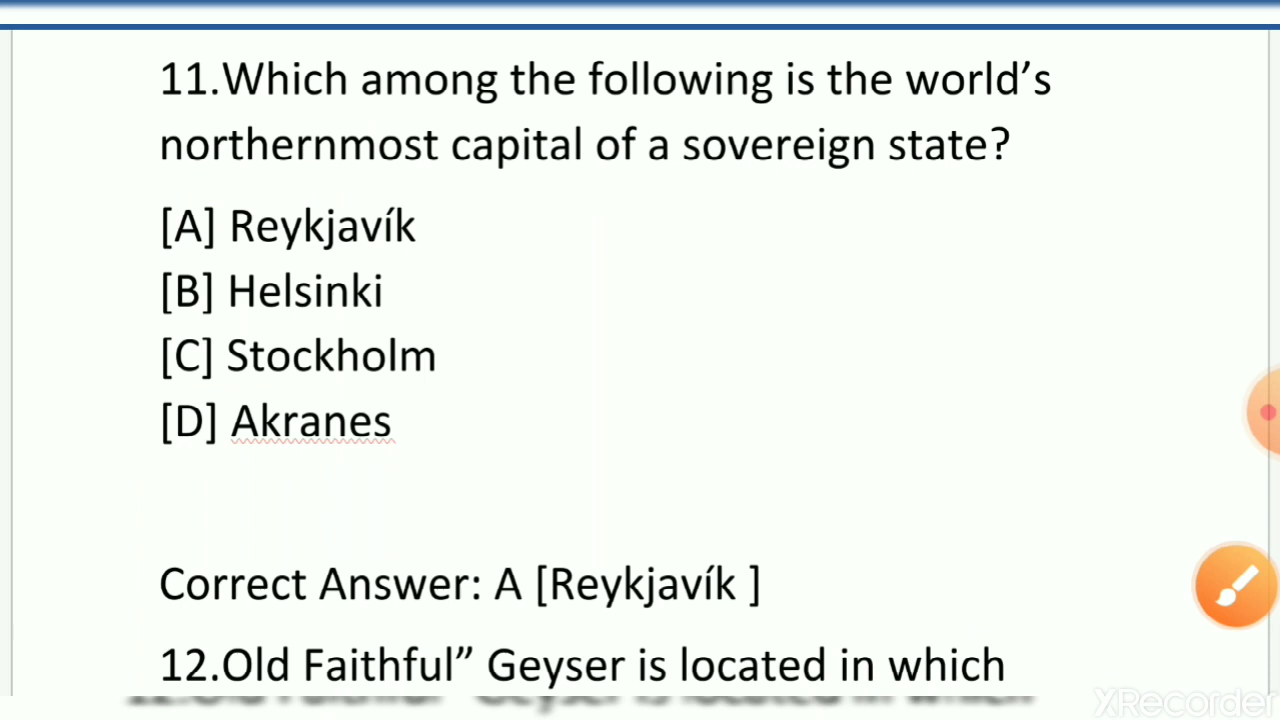 11.Which among the following is the world’s
northernmost capital of a sovereign state?
[A] Reykjavík
[B] Helsinki
[C] Stockholm
[D] Akranes
Correct Answer: A [Reykjavík ]
12.Old Faithful” Geyser is located in which
XRecorder